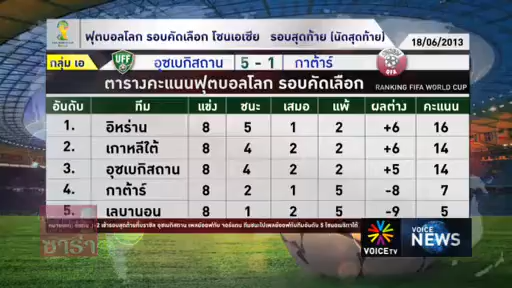 ฟุตบอลโลก รอบคัดเลือก โซนเอเชีย รอบสุดท้าย (นัดสุดท้าย)
18/06/2013
กลุ่ม เอ UFF อุซเบกิสถาน 5 - 1 กาต้าร์ QFA
ตารางคะแนนฟุตบอลโลก รอบคัดเลือก RANKING FIFA WORLD CUP
อันดับ ทีม แข่ง ชนะ เสมอ แพ้ ผลต่าง คะแนน
1. อิหร่าน 8 5 1 2 +6 16
2. เกาหลีใต้ 8 4 2 2 +6 14
3. อุซเบกิสถาน 8 4 2 2 +5 14
4. กาต้าร์ 8 2 1 5 -8 7
5. เลบานอน 8 1 2 5 -9 5
VOICE TV
VOICE NEWS